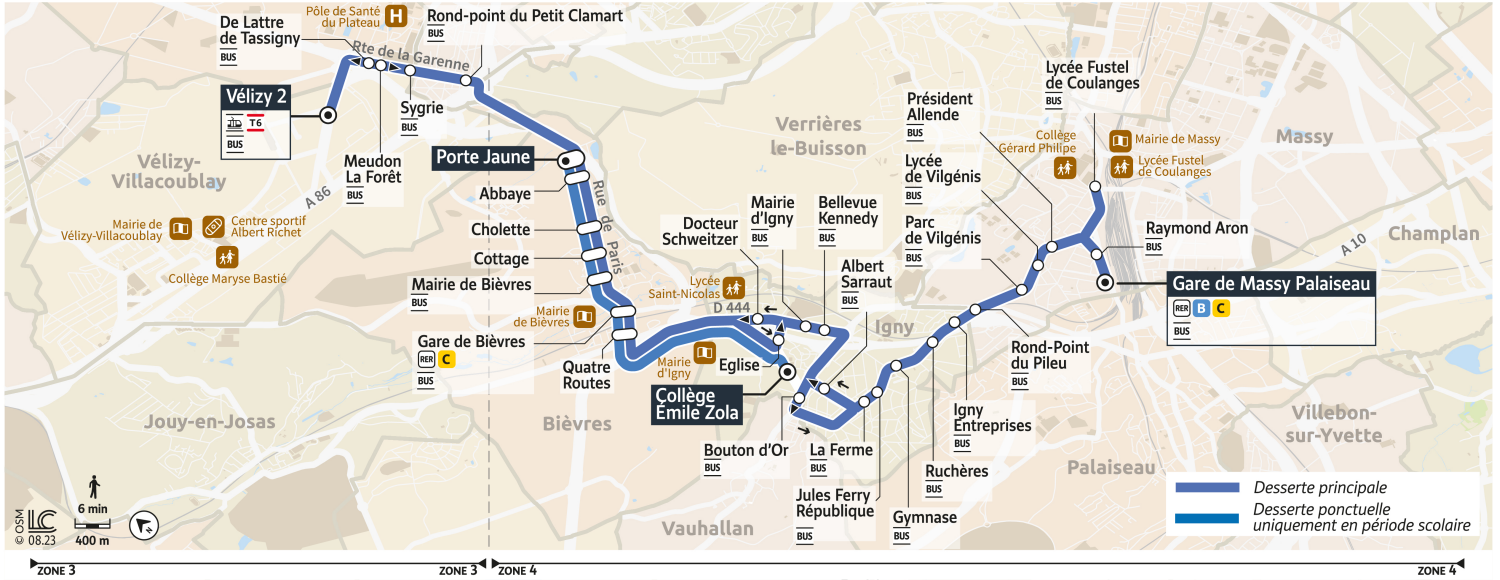 De Lattre
de Tassigny
BUS
Pôle de Santé
du Plateau
H
Rond-point du Petit Clamart
BUS
Rte de la Garenne
Vélizy 2
T6
BUS
Sygrie
BUS
Meudon
La Forêt
BUS
Vélizy-
Villacoublay
A 86
Mairie de
Vélizy-Villacoublay
Centre sportif
Albert Richet
Collège Maryse Bastié
Porte Jaune
Abbaye
Cholette
Cottage
Mairie de Bièvres
BUS
Rue de Paris
Mairie
de Bièvres
Gare de Bièvres
RER C
BUS
Quatre
Routes
Jouy-en-Josas
Bièvres
Verrières
le-Buisson
Docteur
Schweitzer
Mairie
d'Igny
BUS
Bellevue
Kennedy
BUS
Albert
Sarraut
BUS
Lycée
Saint-Nicolas
D 444
Mairie
d'Igny
Eglise
Collège
Émile Zola
Igny
Bouton d'Or
BUS
La Ferme
BUS
Jules Ferry
République
BUS
Gymnase
BUS
Ruchères
BUS
Igny
Entreprises
BUS
Rond-Point
du Pileu
BUS
Vauhallan
Président
Allende
BUS
Lycée
de Vilgénis
BUS
Parc
de Vilgénis
BUS
Lycée Fustel
de Coulanges
BUS
Collège
Gérard Philipe
Mairie de Massy
Lycée Fustel
de Coulanges
Massy
Raymond Aron
BUS
Gare de Massy Palaiseau
RER B C
BUS
A 10
Champlan
Villebon-
sur-Yvette
Palaiseau
Desserte principale
Desserte ponctuelle
uniquement en période scolaire
6 min
400 m
LC
© OSM
08.23
ZONE 3
ZONE 3
ZONE 4
ZONE 4